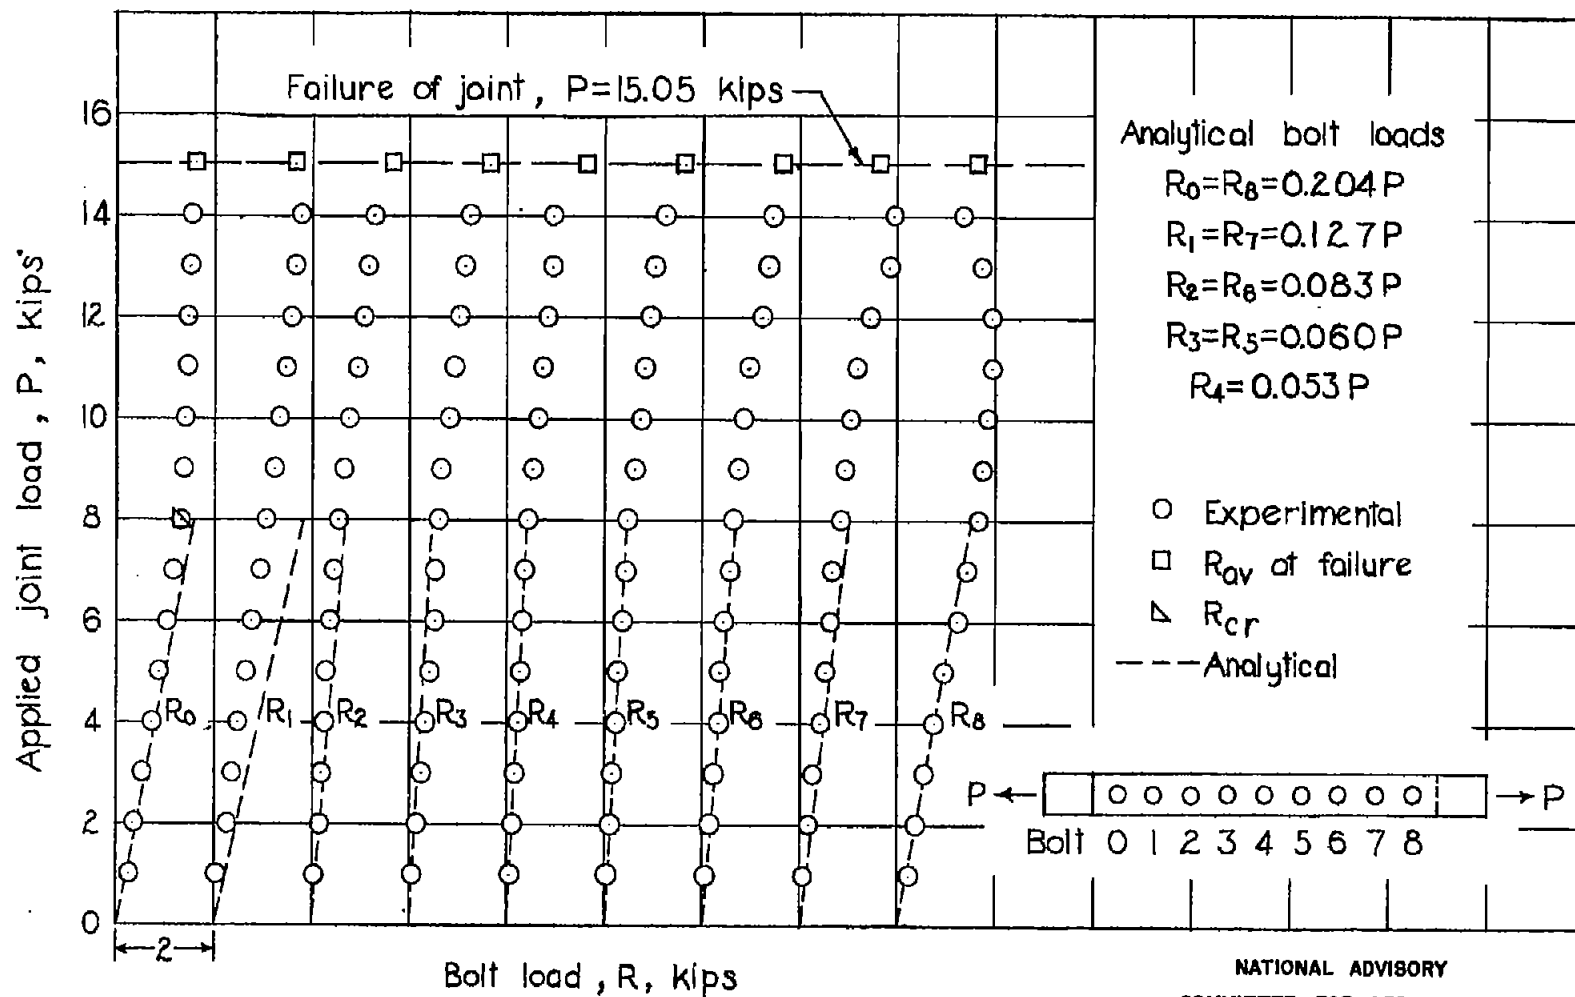 Failure of joint, P=15.05 kips
16
14
12
10
8
6
4
2
0
Applied joint load, P, kips
R0
R1
R2
R3
R4
R5
R6
R7
R8
2
Bolt load, R, kips
Analytical bolt loads
R0=R8=0.204P
R1=R7=0.127P
R2=R8=0.083P
R3=R5=0.060P
R4=0.053P
Experimental
Rav at failure
Rcr
Analytical
P P
Bolt 0 1 2 3 4 5 6 7 8
NATIONAL ADVISORY